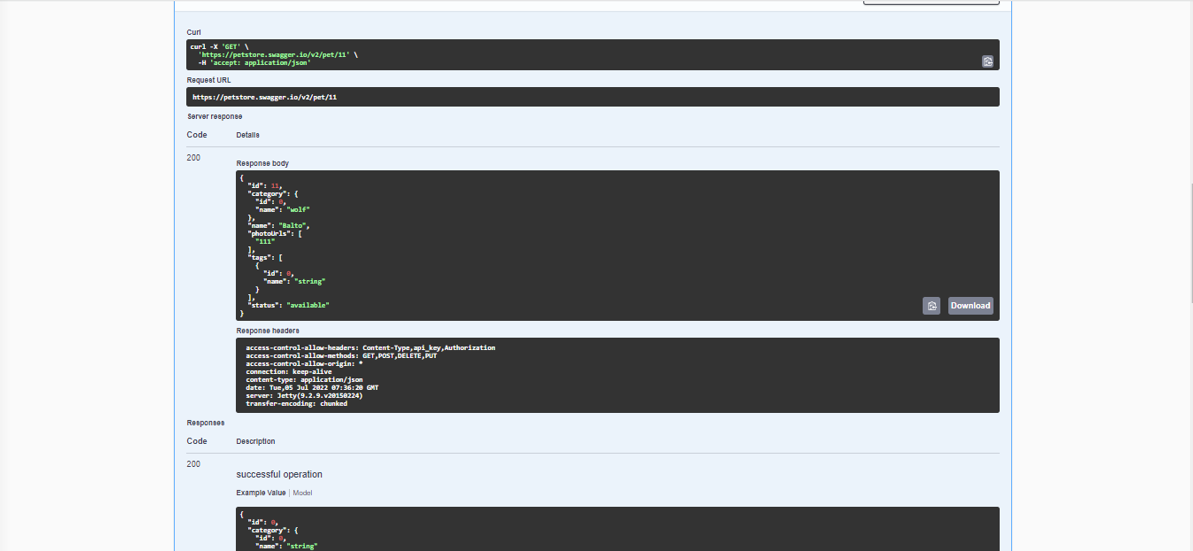 Curl
curl -X 'GET' \
  'https://petstore.swagger.io/v2/pet/11' \
  -H 'accept: application/json'
Request URL
https://petstore.swagger.io/v2/pet/11
Server response
Code Details
200
Response body
{
  "id": 11,
  "category": {
    "id": 0,
    "name": "wolf"
  },
  "name": "Balto",
  "photoUrls": [
    "111"
  ],
  "tags": [
    {
      "id": 0,
      "name": "string"
    }
  ],
  "status": "available"
}
Download
Response headers
access-control-allow-headers: Content-Type,api_key,Authorization
access-control-allow-methods: GET,POST,DELETE,PUT
access-control-allow-origin: *
connection: keep-alive
content-type: application/json
date: Tue,05 Jul 2022 07:36:20 GMT
server: Jetty(9.2.9.v20150224)
transfer-encoding: chunked
Responses
Code Description
200
successful operation
Example Value | Model
{
  "id": 0,
  "category": {
    "id": 0,
    "name": "string"